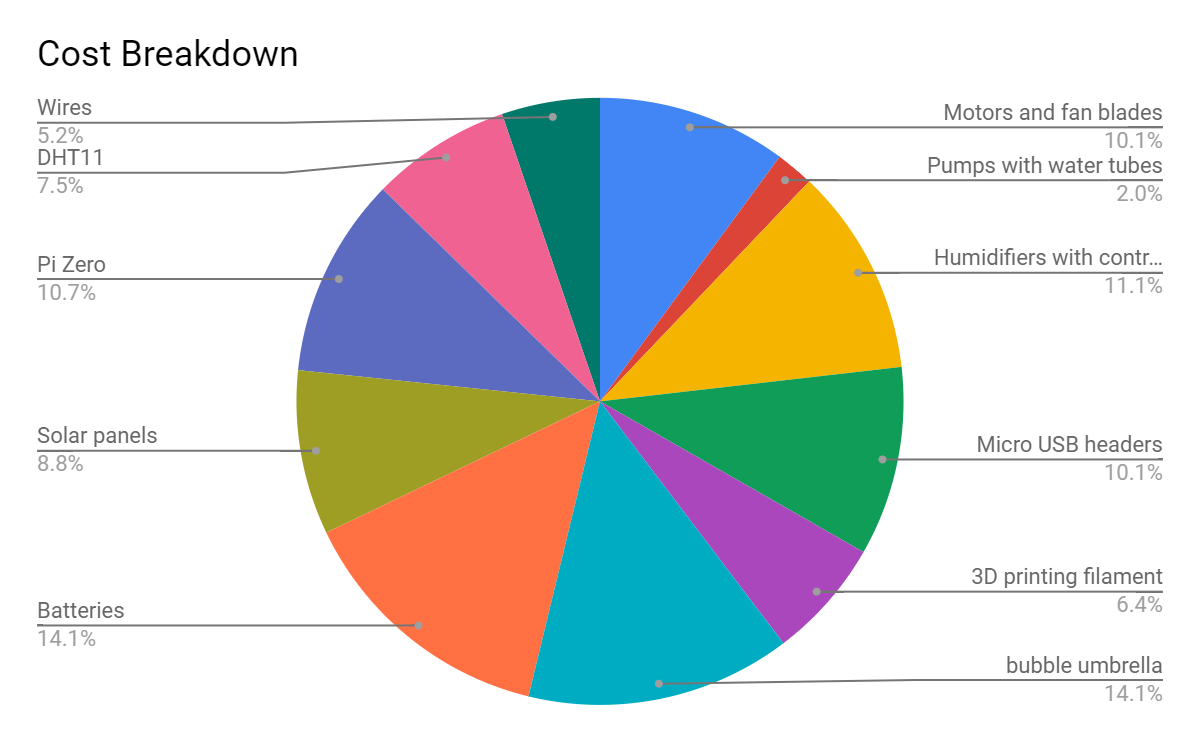 Cost Breakdown
Wires
5.2%
DHT11
7.5%
Pi Zero
10.7%
Solar panels
8.8%
Batteries
14.1%
Motors and fan blades
10.1%
Pumps with water tubes
2.0%
Humidifiers with contr...
11.1%
Micro USB headers
10.1%
3D printing filament
6.4%
bubble umbrella
14.1%